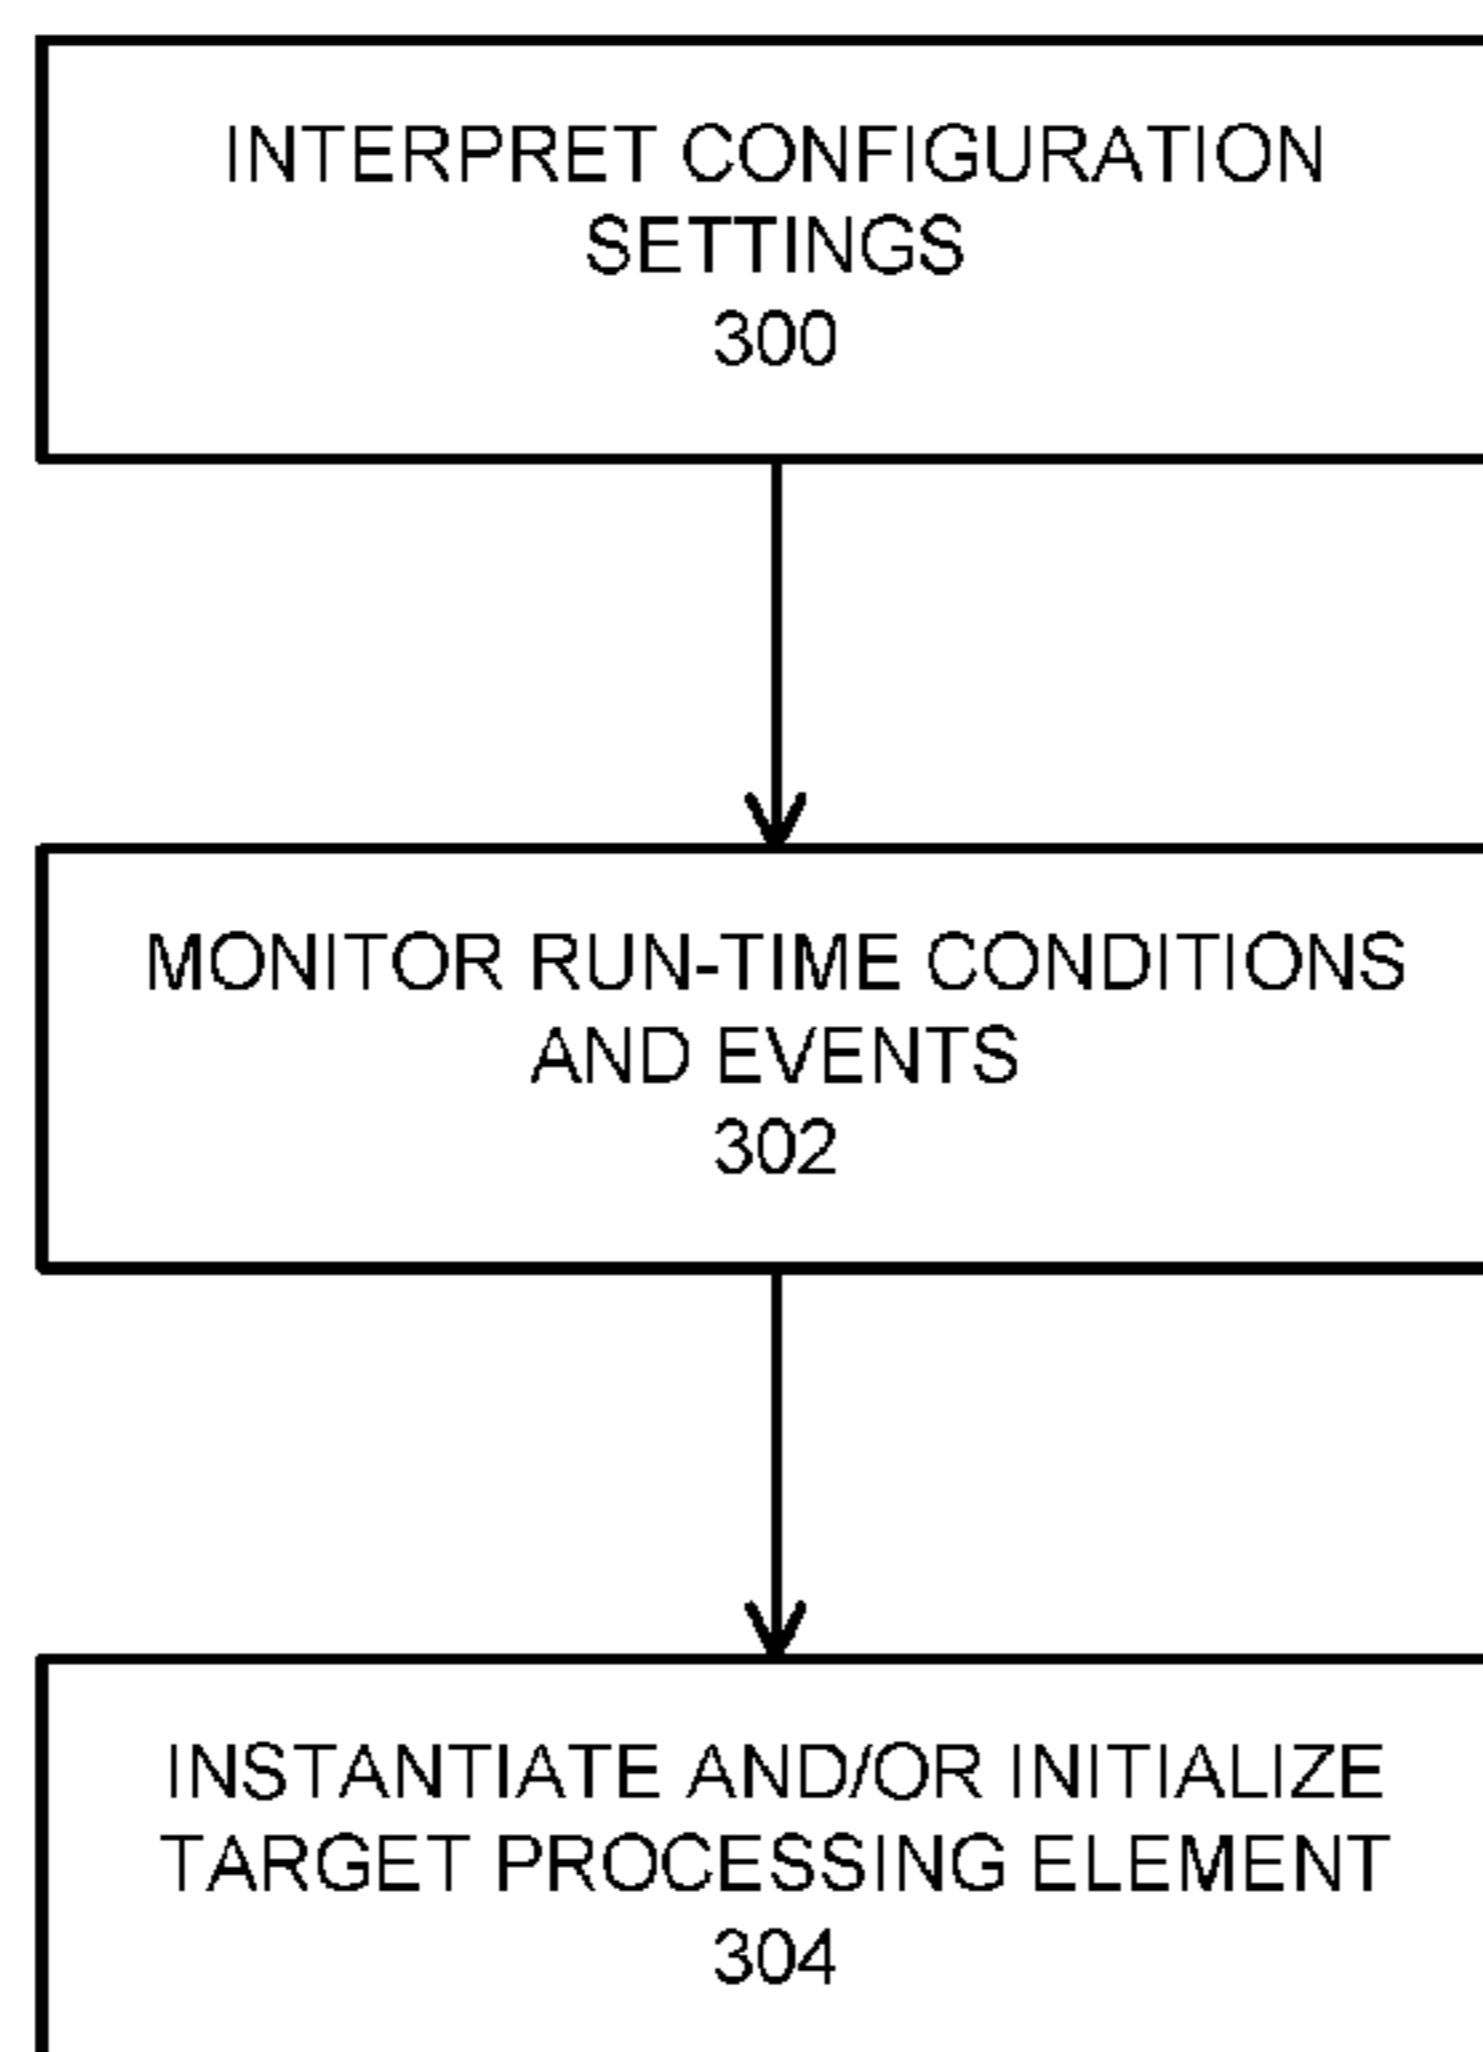 INTERPRET CONFIGURATION
SETTINGS
300
MONITOR RUN-TIME CONDITIONS
AND EVENTS
302
INSTANTIATE AND/OR INITIALIZE
TARGET PROCESSING ELEMENT
304